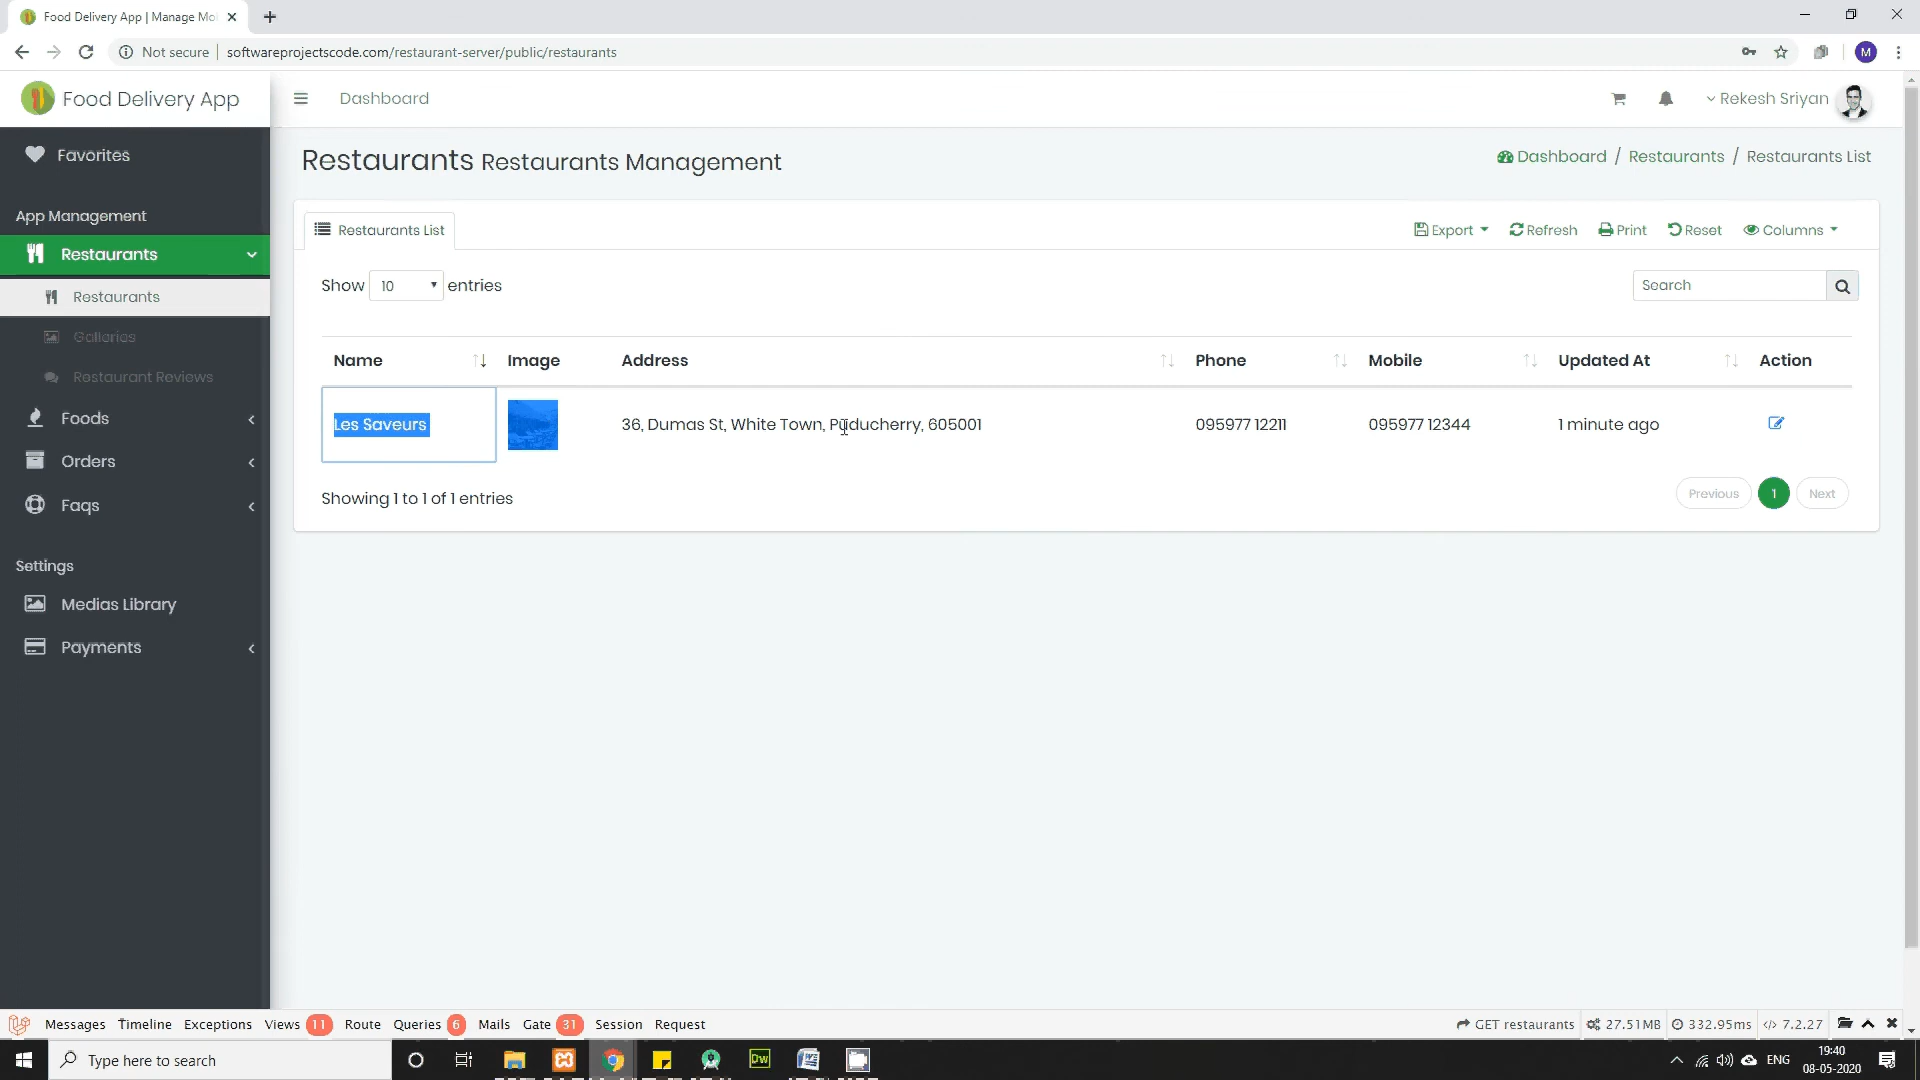 Food Delivery App | Manage Mo
Not secure | softwareprojectscode.com/restaurant-server/public/restaurants
M
Food Delivery App
Dashboard
Rekesh Sriyan
Favorites
App Management
Restaurants
Restaurants
Galleries
Restaurant Reviews
Foods
Orders
Faqs
Settings
Medias Library
Payments
Restaurants Restaurants Management
Dashboard / Restaurants / Restaurants List
Restaurants List
Export Refresh Print Reset Columns
Show 10 entries
Search
Name Image Address Phone Mobile Updated At Action
Les Saveurs 36, Dumas St, White Town, Puducherry, 605001 095977 12211 095977 12344 1 minute ago
Showing 1 to 1 of 1 entries
Previous 1 Next
Messages Timeline Exceptions Views 11 Route Queries 6 Mails Gate 31 Session Request
GET restaurants 27.51MB 332.95ms 7.2.27
Type here to search
Dw
ENG
19:40
08-05-2020